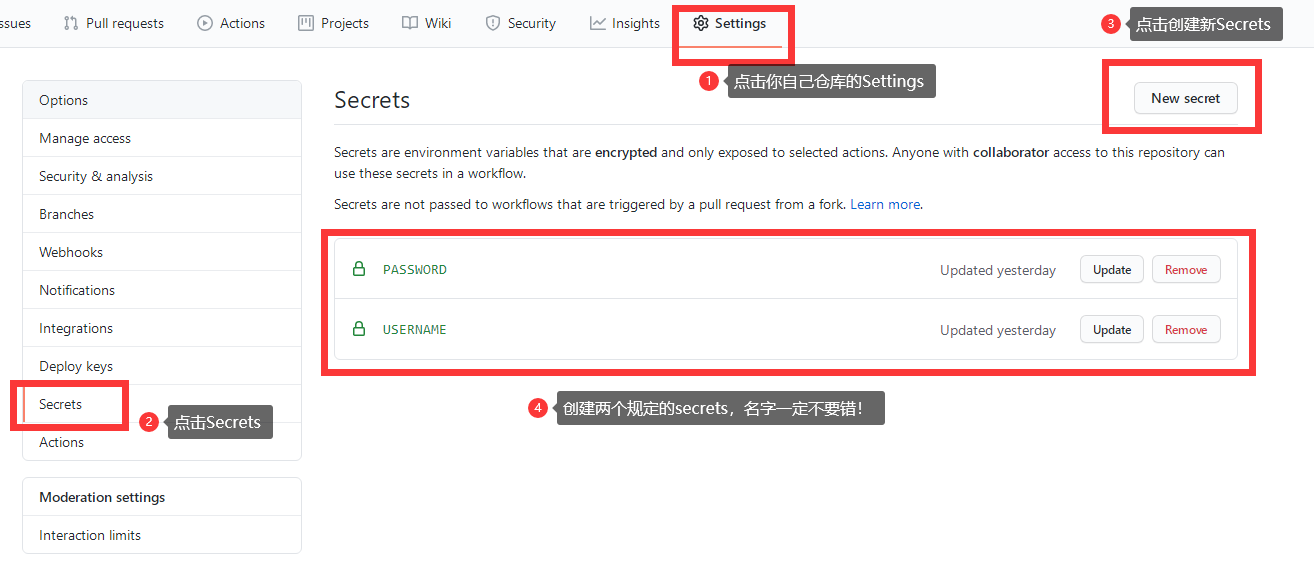 ssues Pull requests Actions Projects Wiki Security Insights Settings
3 点击创建新Secrets
1 点击你自己仓库的Settings
Options
Manage access
Security & analysis
Branches
Webhooks
Notifications
Integrations
Deploy keys
Secrets
2 点击Secrets
Actions
Moderation settings
Interaction limits
Secrets
New secret
Secrets are environment variables that are encrypted and only exposed to selected actions. Anyone with collaborator access to this repository can
use these secrets in a workflow.
Secrets are not passed to workflows that are triggered by a pull request from a fork. Learn more.
PASSWORD Updated yesterday Update Remove
USERNAME Updated yesterday Update Remove
4 创建两个规定的secrets，名字一定不要错！